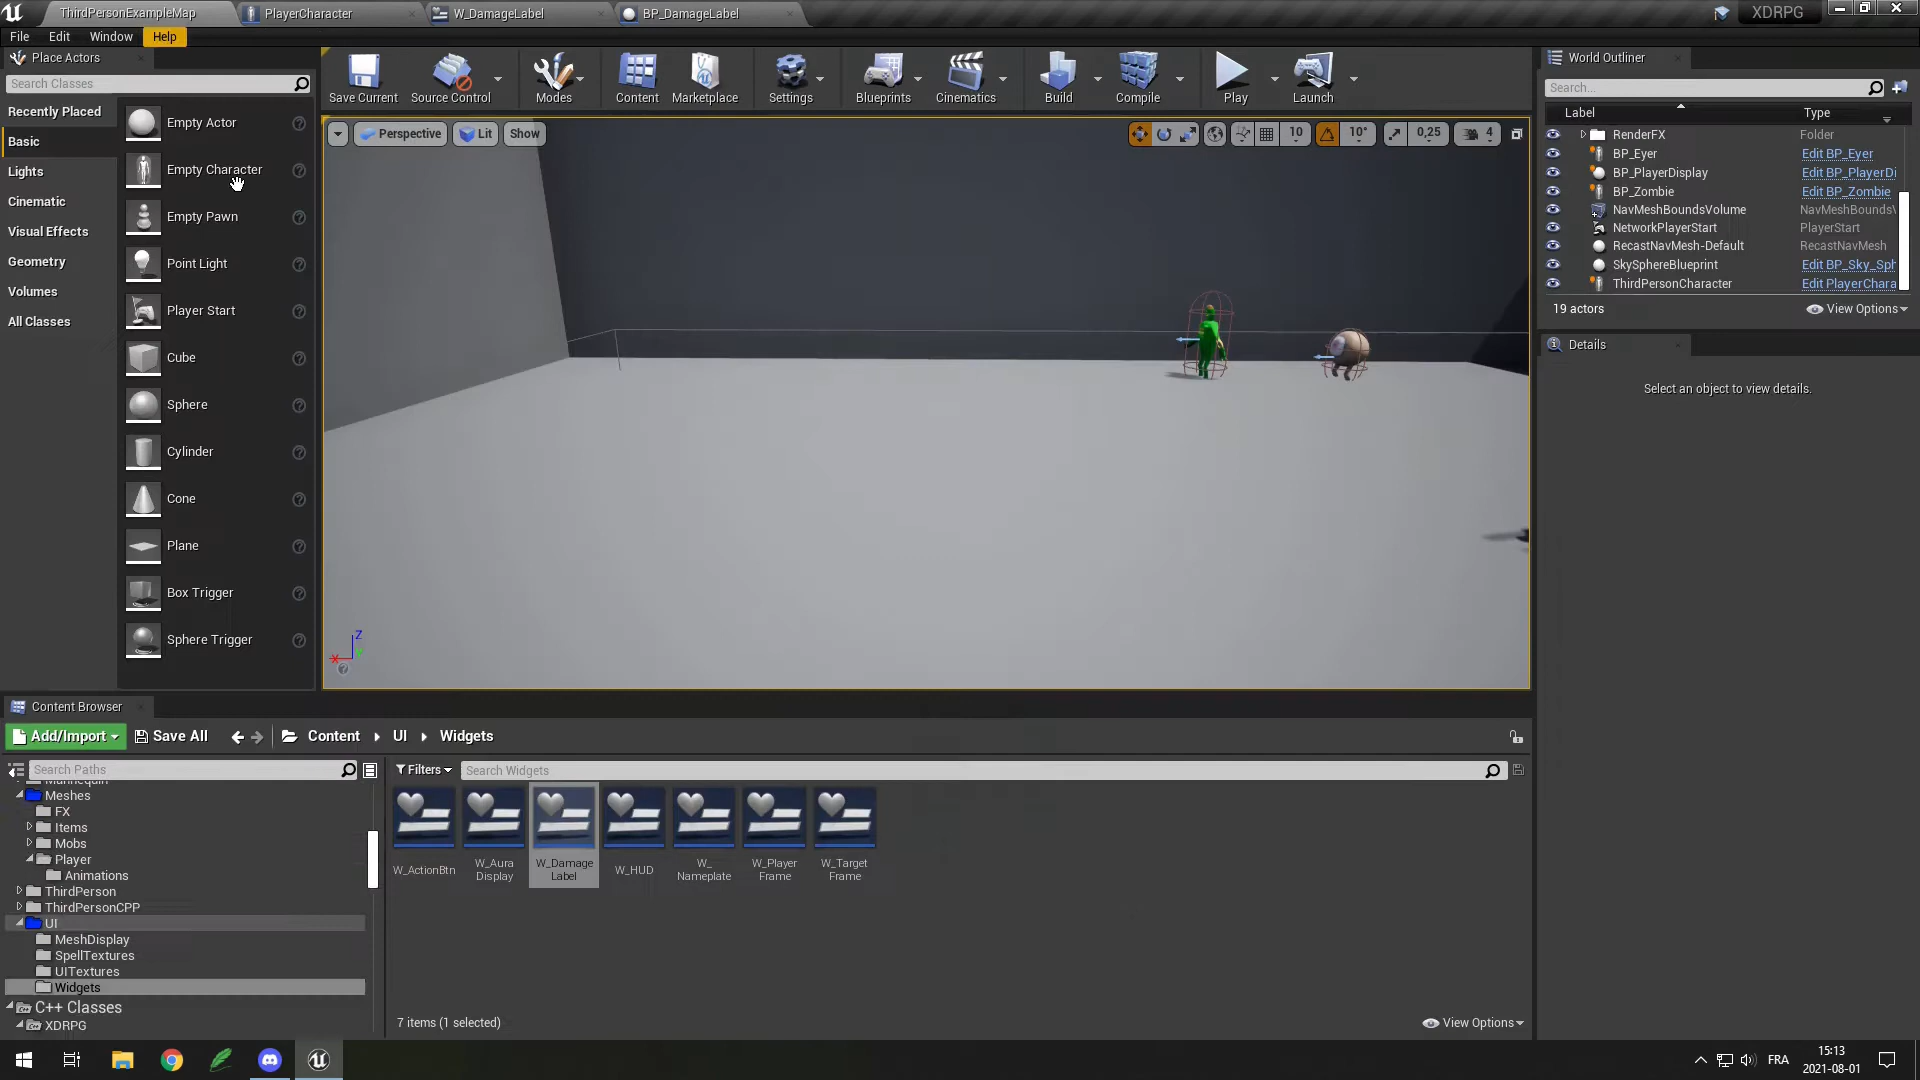 ThirdPersonExampleMap
PlayerCharacter
W_DamageLabel
BP_DamageLabel
XDRPG
File
Edit
Window
Help
Place Actors
Search Classes
Recently Placed
Basic
Lights
Cinematic
Visual Effects
Geometry
Volumes
All Classes
Empty Actor
Empty Character
Empty Pawn
Point Light
Player Start
Cube
Sphere
Cylinder
Cone
Plane
Box Trigger
Sphere Trigger
Save Current
Source Control
Modes
Content
Marketplace
Settings
Blueprints
Cinematics
Build
Compile
Play
Launch
Perspective
Lit
Show
10
10°
0,25
4
Z
X
World Outliner
Search...
Label
Type
RenderFX
Folder
BP_Eyer
Edit BP_Eyer
BP_PlayerDisplay
Edit BP_PlayerDi
BP_Zombie
Edit BP_Zombie
NavMeshBoundsVolume
NavMeshBoundsV
NetworkPlayerStart
PlayerStart
RecastNavMesh-Default
RecastNavMesh
SkySphereBlueprint
Edit BP_Sky_Sph
ThirdPersonCharacter
Edit PlayerChara
19 actors
View Options
Details
Select an object to view details.
Content Browser
Add/Import
Save All
Content
UI
Widgets
Search Paths
Filters
Search Widgets
Mannequin
Meshes
FX
Items
Mobs
Player
Animations
ThirdPerson
ThirdPersonCPP
UI
MeshDisplay
SpellTextures
UITextures
Widgets
C++ Classes
XDRPG
W_ActionBtn
W_Aura
Display
W_Damage
Label
W_HUD
W_
Nameplate
W_Player
Frame
W_Target
Frame
7 items (1 selected)
View Options
FRA
15:13
2021-08-01